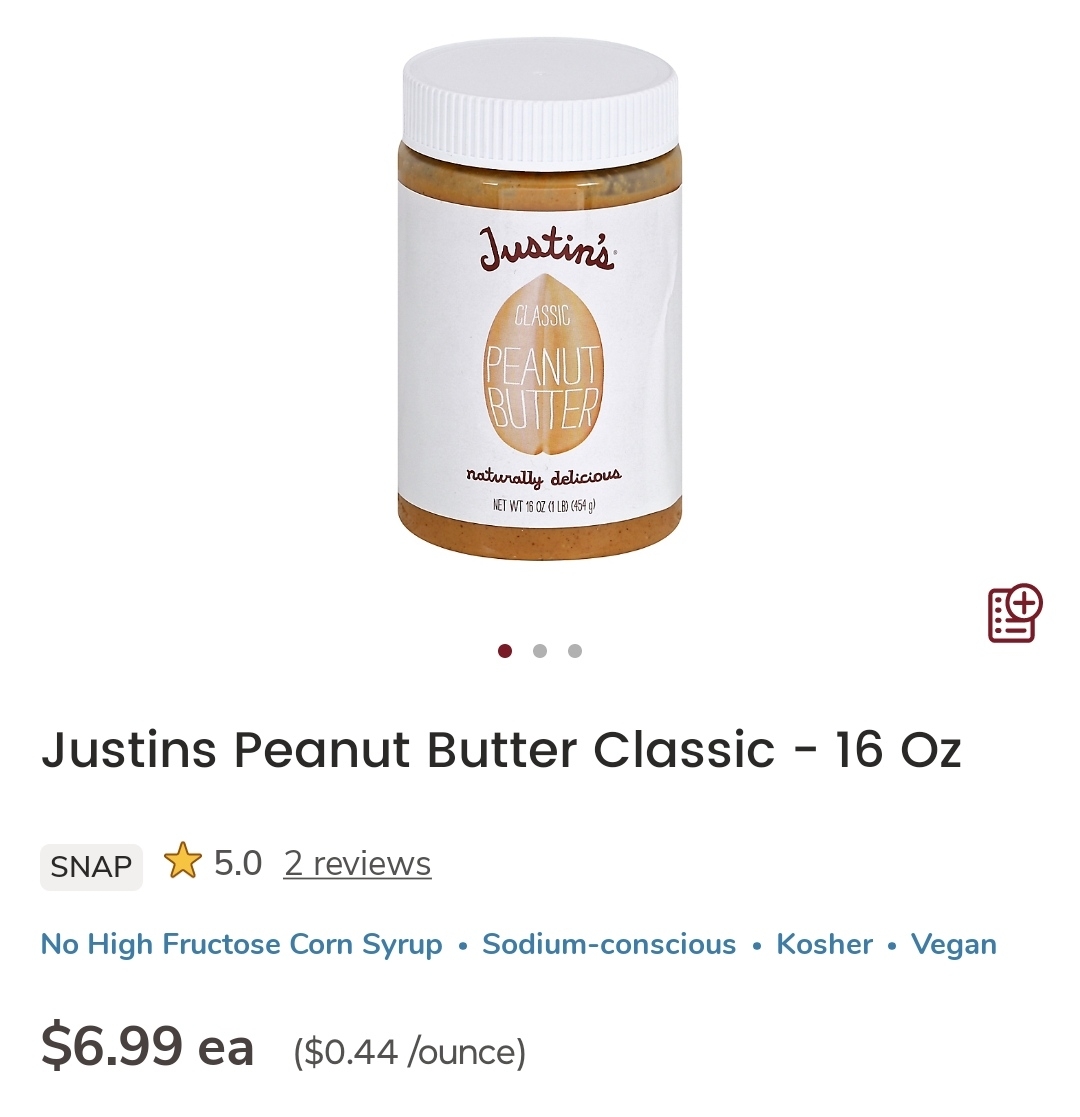 Justin's
CLASSIC
PEANUT
BUTTER
naturally delicious
NET WT 16 OZ (1 LB) (454 g)
Justins Peanut Butter Classic - 16 Oz
SNAP 5.0 2 reviews
No High Fructose Corn Syrup • Sodium-conscious • Kosher • Vegan
$6.99 ea ($0.44 /ounce)